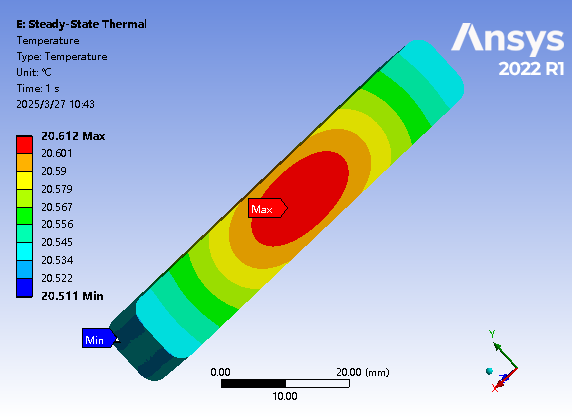 E: Steady-State Thermal
Temperature
Type: Temperature
Unit: °C
Time: 1 s
2025/3/27 10:43
Ansys
2022 R1
20.612 Max
20.601
20.59
20.579
20.567
20.556
20.545
20.534
20.522
20.511 Min
Max
Min
0.00
20.00 (mm)
10.00
Y
X